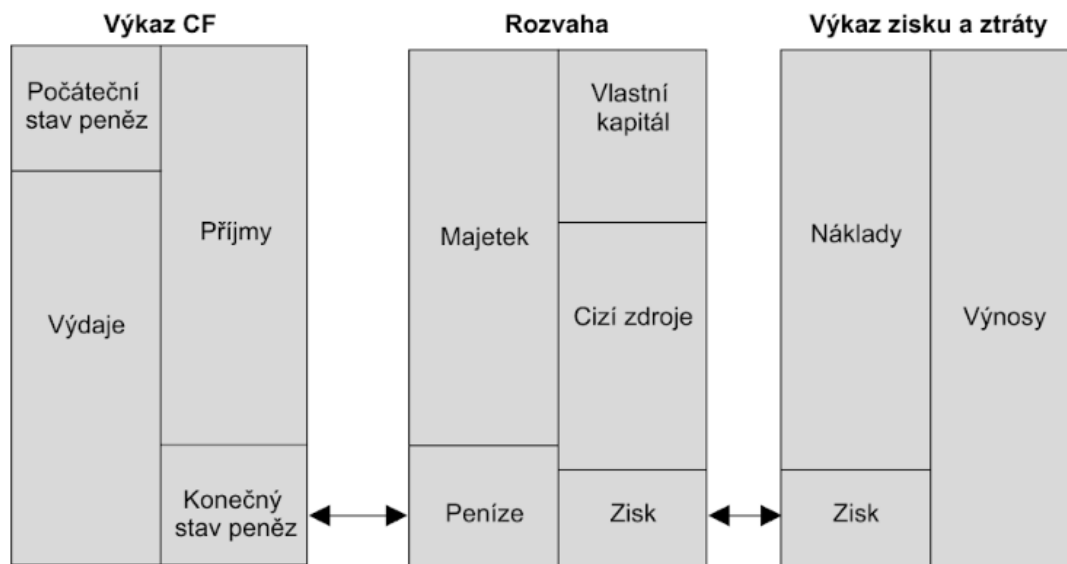 Výkaz CF
Rozvaha
Výkaz zisku a ztráty
Počáteční
stav peněz
Výdaje
Příjmy
Konečný
stav peněz
Majetek
Peníze
Vlastní
kapitál
Cizí zdroje
Zisk
Náklady
Zisk
Výnosy